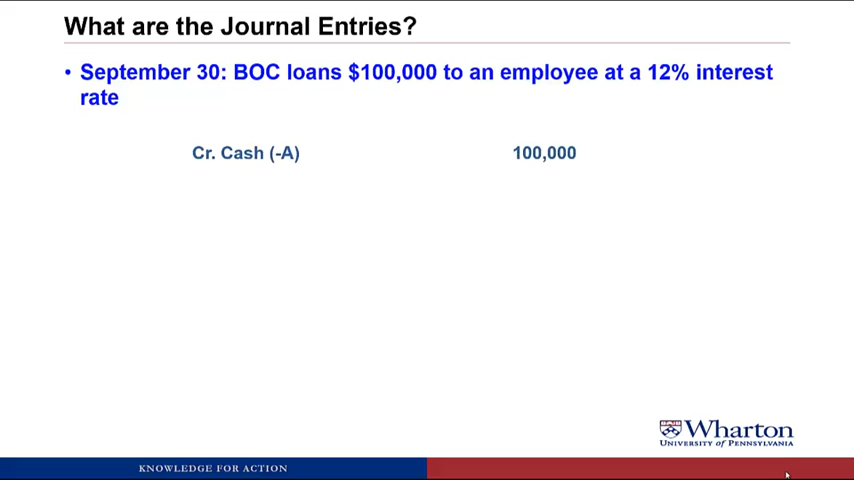 What are the Journal Entries?
• September 30: BOC loans $100,000 to an employee at a 12% interest
rate
Cr. Cash (-A) 100,000
Wharton
UNIVERSITY of PENNSYLVANIA
KNOWLEDGE FOR ACTION